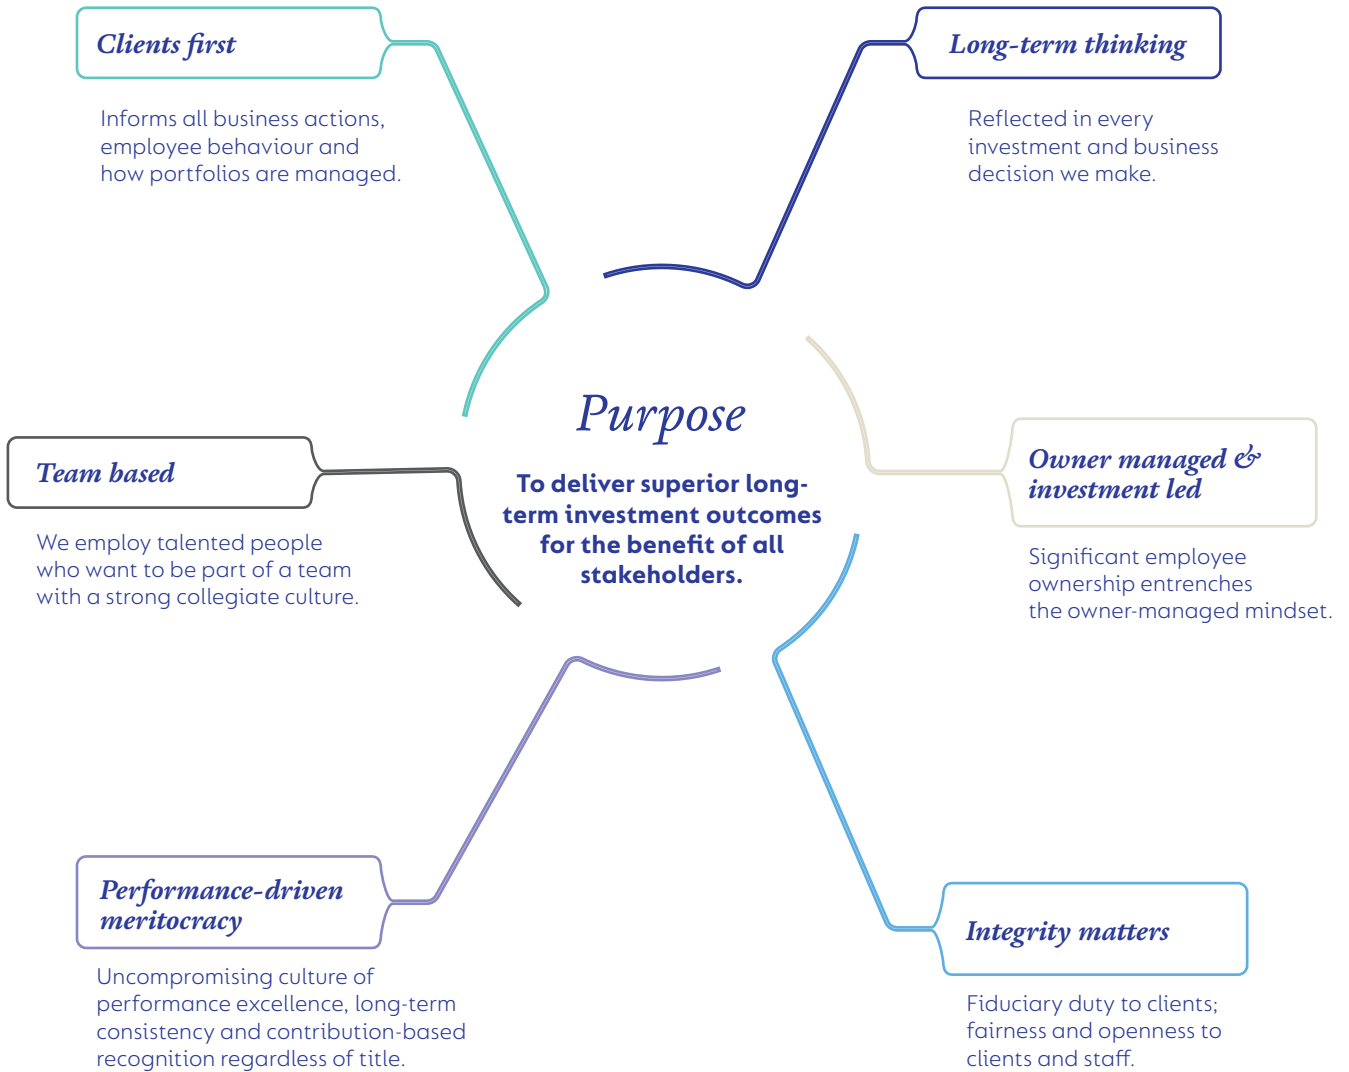 Clients first
Informs all business actions,
employee behaviour and
how portfolios are managed.
Long-term thinking
Reflected in every
investment and business
decision we make.
Purpose
To deliver superior long-
term investment outcomes
for the benefit of all
stakeholders.
Team based
We employ talented people
who want to be part of a team
with a strong collegiate culture.
Owner managed &
investment led
Significant employee
ownership entrenches
the owner-managed mindset.
Performance-driven
meritocracy
Uncompromising culture of
performance excellence, long-term
consistency and contribution-based
recognition regardless of title.
Integrity matters
Fiduciary duty to clients;
fairness and openness to
clients and staff.